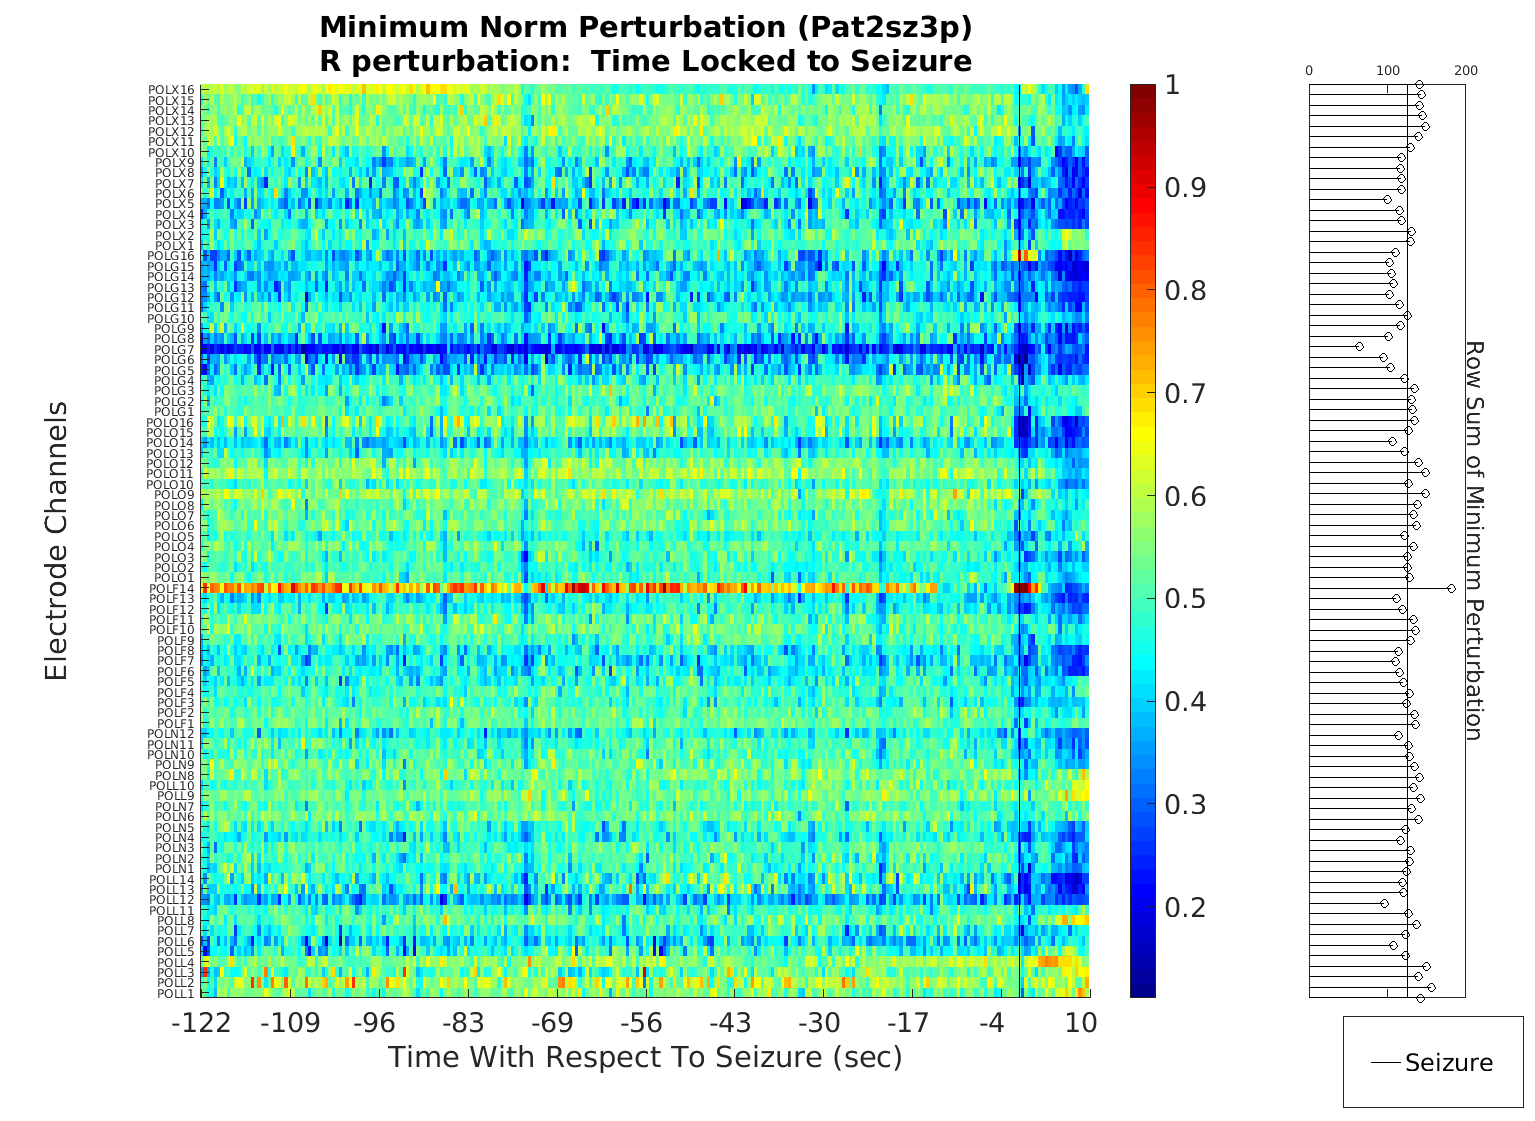 Minimum Norm Perturbation (Pat2sz3p)
R perturbation:  Time Locked to Seizure
Electrode Channels
POLX16
POLX15
POLX14
POLX13
POLX12
POLX11
POLX10
POLX9
POLX8
POLX7
POLX6
POLX5
POLX4
POLX3
POLX2
POLX1
POLG16
POLG15
POLG14
POLG13
POLG12
POLG11
POLG10
POLG9
POLG8
POLG7
POLG6
POLG5
POLG4
POLG3
POLG2
POLG1
POLO16
POLO15
POLO14
POLO13
POLO12
POLO11
POLO10
POLO9
POLO8
POLO7
POLO6
POLO5
POLO4
POLO3
POLO2
POLO1
POLF14
POLF13
POLF12
POLF11
POLF10
POLF9
POLF8
POLF7
POLF6
POLF5
POLF4
POLF3
POLF2
POLF1
POLN12
POLN11
POLN10
POLN9
POLN8
POLL10
POLL9
POLN7
POLN6
POLN5
POLN4
POLN3
POLN2
POLN1
POLL14
POLL13
POLL12
POLL11
POLL8
POLL7
POLL6
POLL5
POLL4
POLL3
POLL2
POLL1
-122 -109 -96 -83 -69 -56 -43 -30 -17 -4 10
Time With Respect To Seizure (sec)
1
0.9
0.8
0.7
0.6
0.5
0.4
0.3
0.2
0 100 200
Row Sum of Minimum Perturbation
Seizure